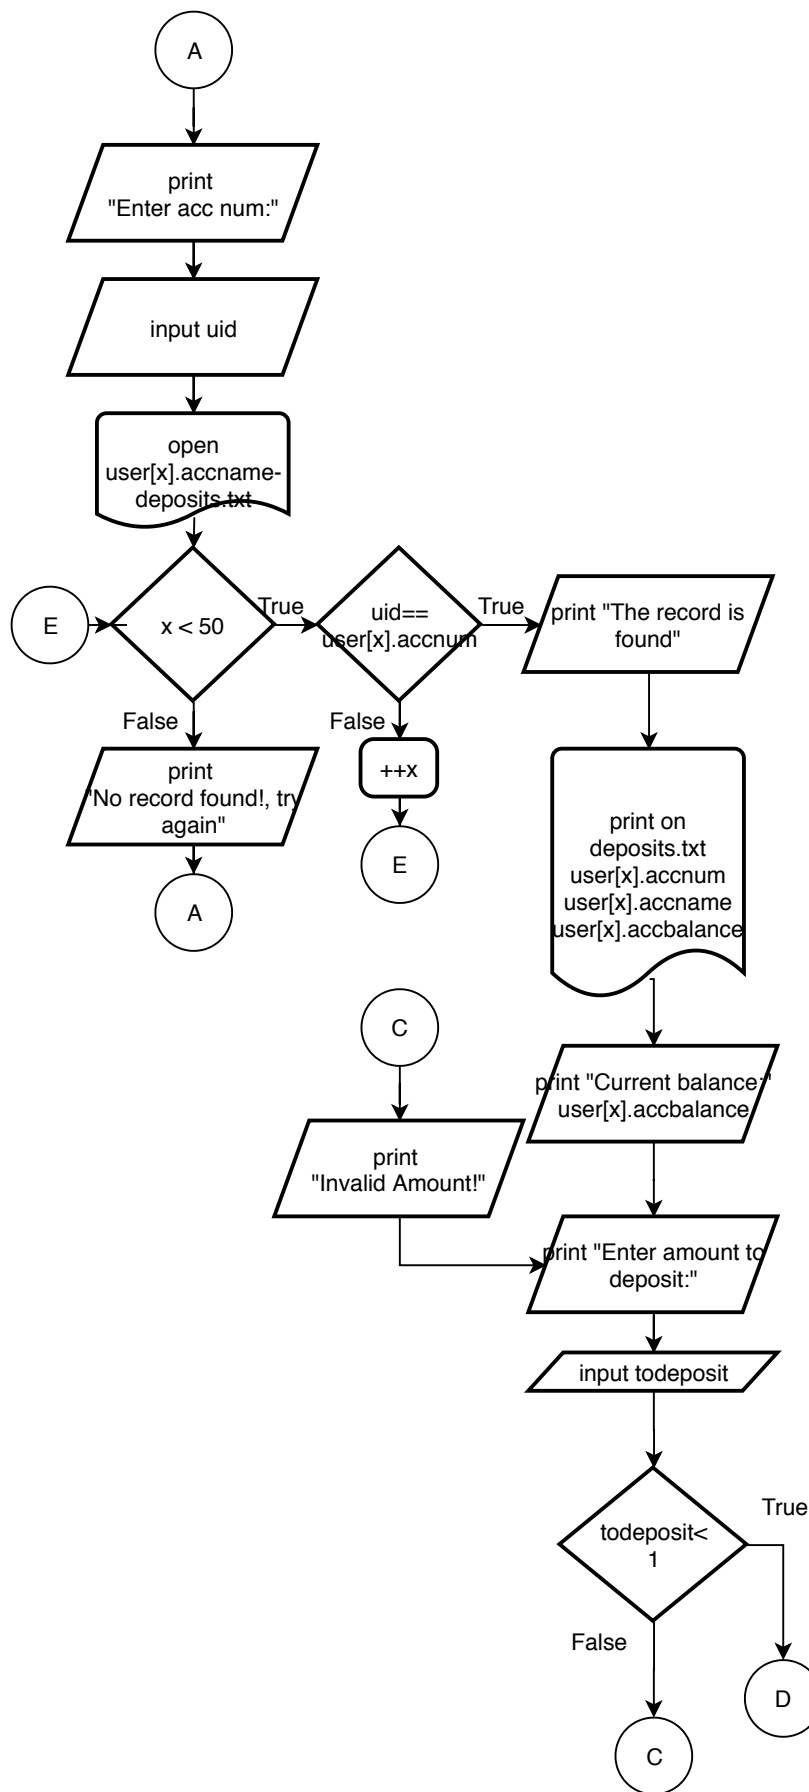 A
print
"Enter acc num:"
input uid
open
user[x].accname-
deposits.txt
E
x < 50
True
uid==
user[x].accnum
True
print "The record is
found"
False
print
"No record found!, try
again"
A
False
++x
E
print on
deposits.txt
user[x].accnum
user[x].accname
user[x].accbalance
C
print
"Invalid Amount!"
print "Current balance:"
user[x].accbalance
print "Enter amount to
deposit:"
input todeposit
todeposit<
1
True
False
D
C